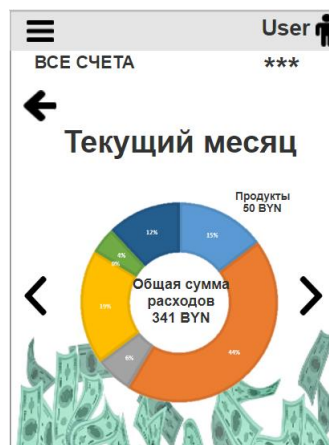 User
ВСЕ СЧЕТА
***
Текущий месяц
Продукты
50 BYN
12%
15%
4%
0%
19%
Общая сумма
расходов
341 BYN
6%
44%